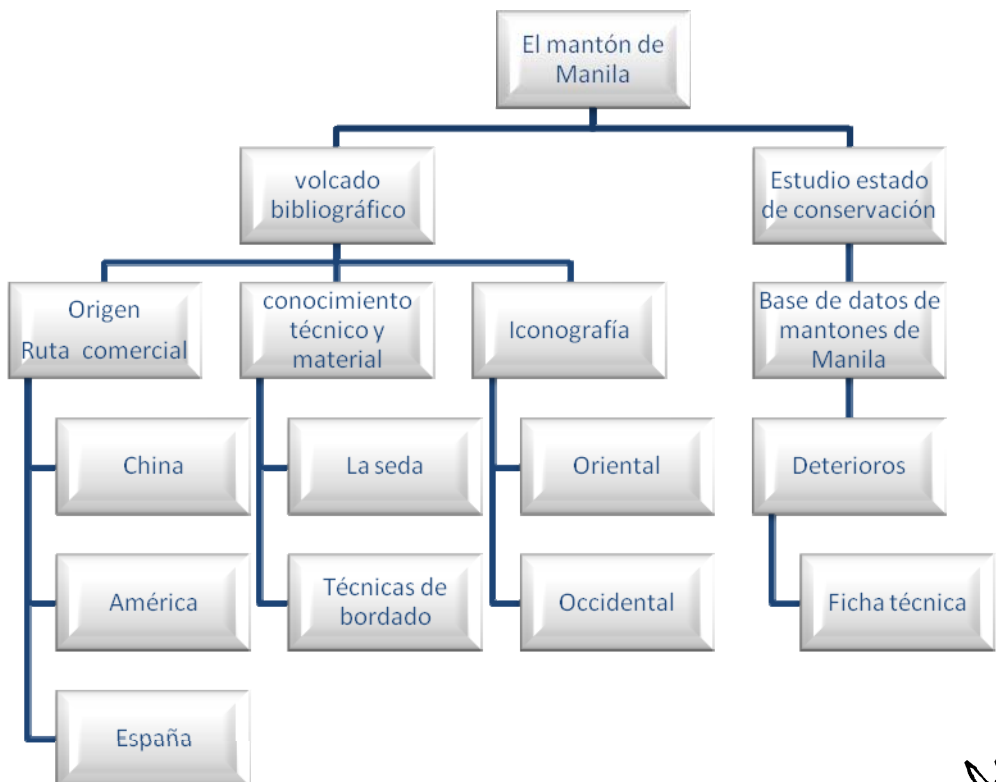 El mantón de
Manila
volcado
bibliográfico
Estudio estado
de conservación
Origen
Ruta comercial
conocimiento
técnico y
material
Iconografía
Base de datos de
mantones de
Manila
China
La seda
Oriental
Deterioros
América
Técnicas de
bordado
Occidental
Ficha técnica
España